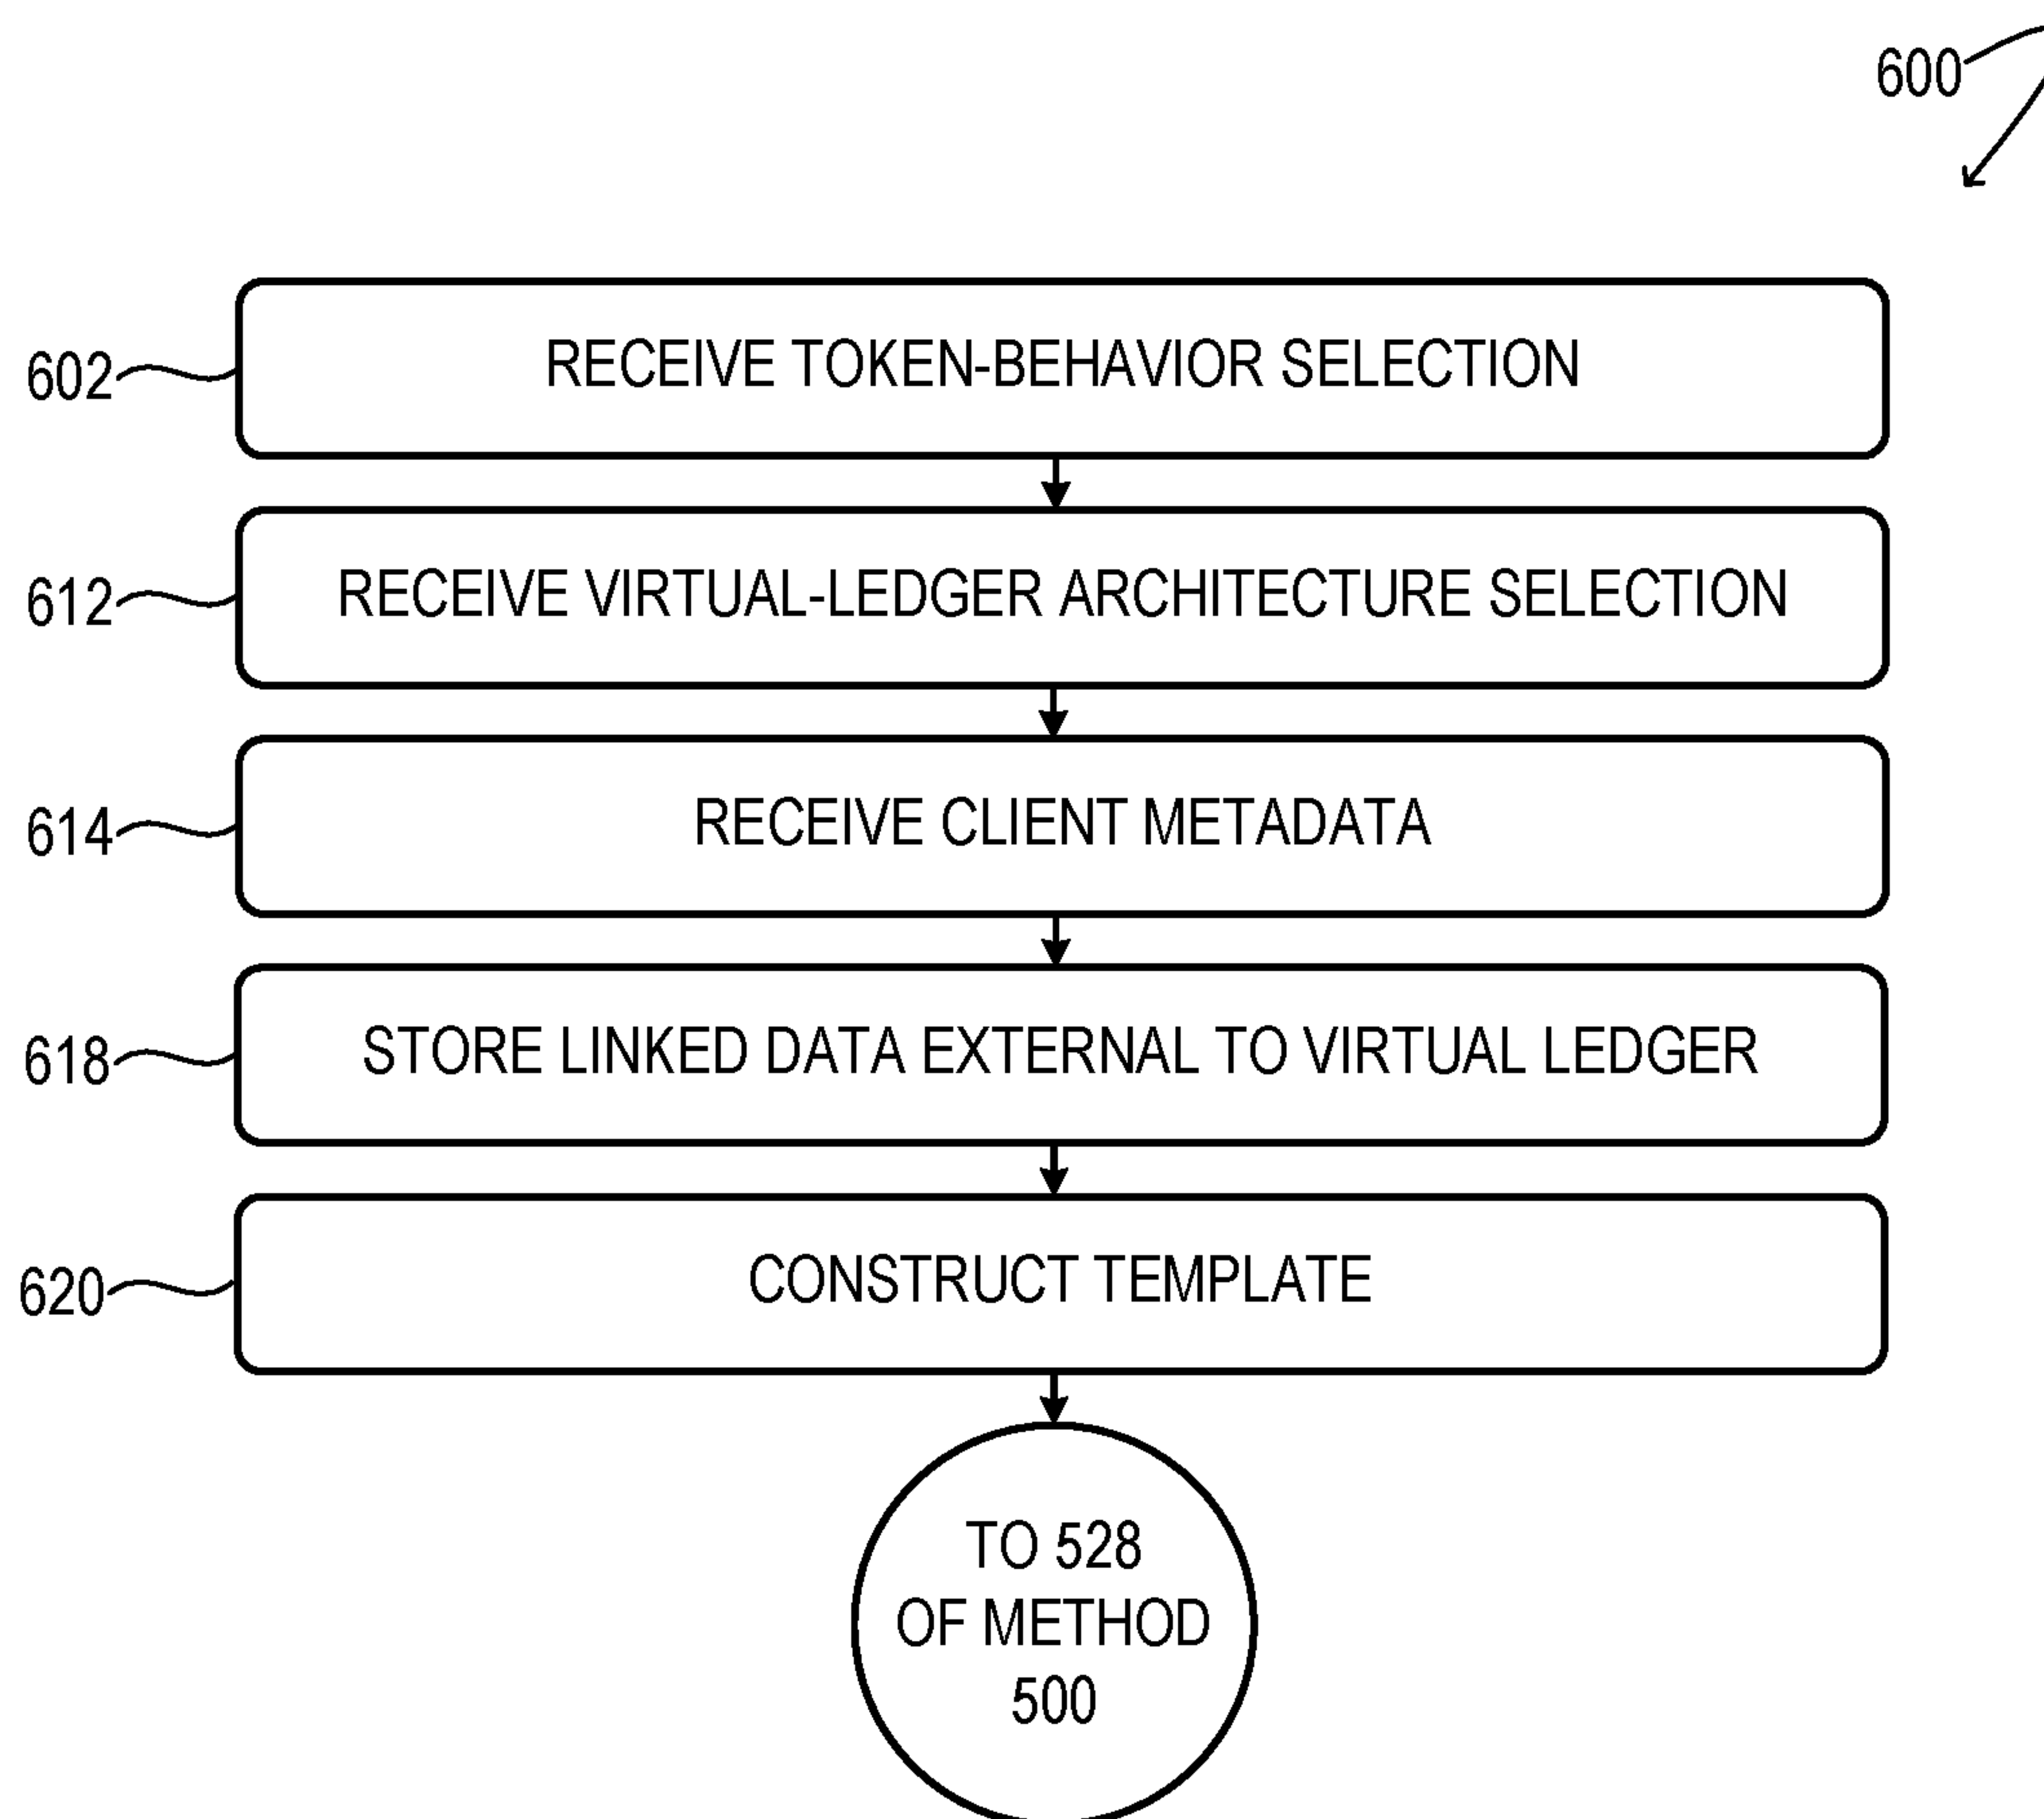 600
602
RECEIVE TOKEN-BEHAVIOR SELECTION
612
RECEIVE VIRTUAL-LEDGER ARCHITECTURE SELECTION
614
RECEIVE CLIENT METADATA
618
STORE LINKED DATA EXTERNAL TO VIRTUAL LEDGER
620
CONSTRUCT TEMPLATE
TO 528
OF METHOD
500